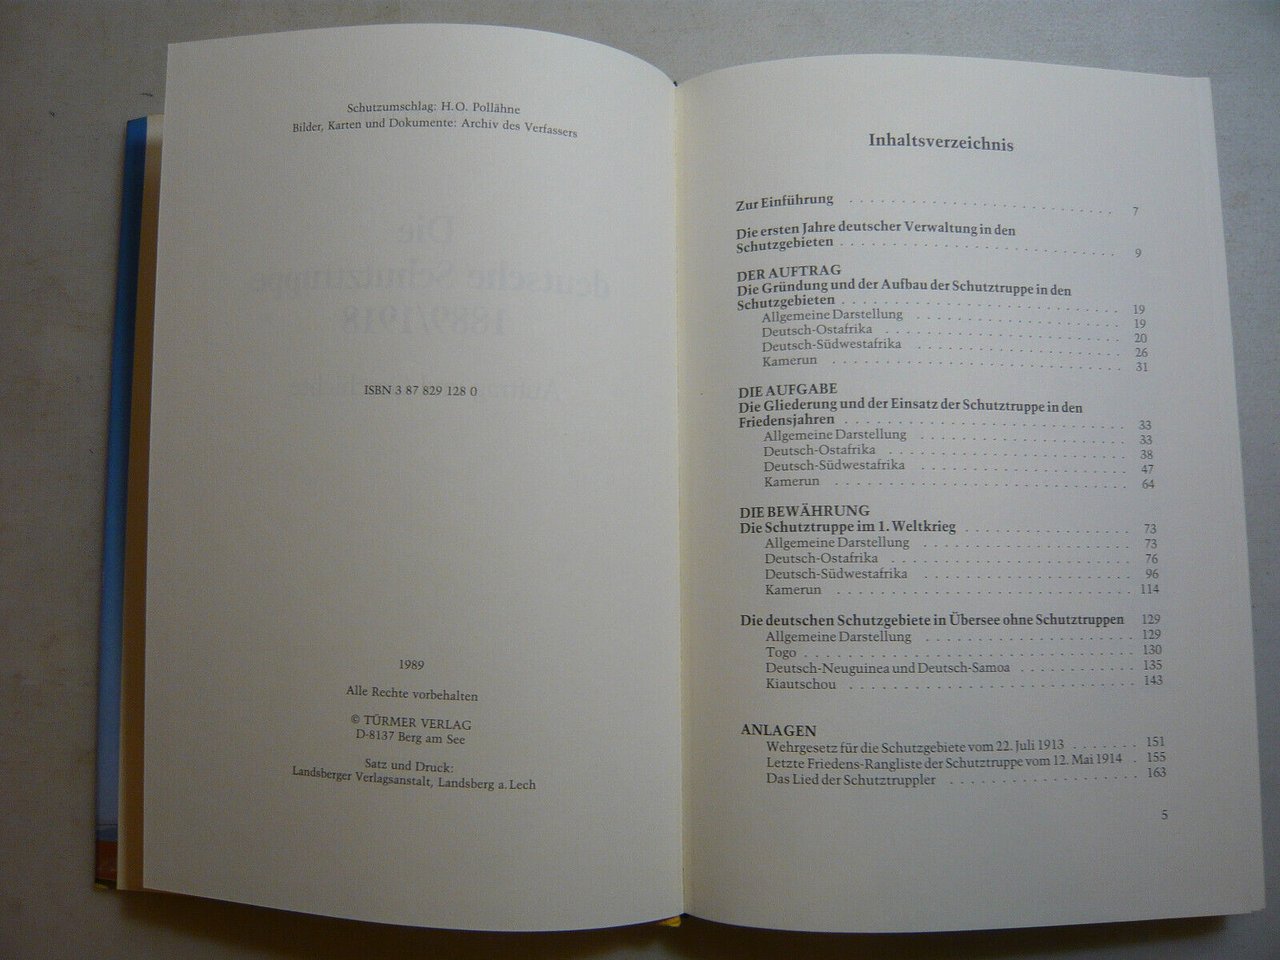 Schutzumschlag: H.O. Pollähne
Bilder, Karten und Dokumente: Archiv des Verfassers
ISBN 3 87 829 128 0
1989
Alle Rechte vorbehalten
© TÜRMER VERLAG
D-8137 Berg am See
Satz und Druck:
Landsberger Verlagsanstalt, Landsberg a. Lech
Inhaltsverzeichnis
Zur Einführung . . . . . . . . . . 7
Die ersten Jahre deutscher Verwaltung in den
Schutzgebieten . . . . . . . . . . 9
DER AUFTRAG
Die Gründung und der Aufbau der Schutztruppe in den
Schutzgebieten . . . . . . . . . . 19
Allgemeine Darstellung . . . . . . . . . . 19
Deutsch-Ostafrika . . . . . . . . . . 20
Deutsch-Südwestafrika . . . . . . . . . . 26
Kamerun . . . . . . . . . . 31
DIE AUFGABE
Die Gliederung und der Einsatz der Schutztruppe in den
Friedensjahren . . . . . . . . . . 33
Allgemeine Darstellung . . . . . . . . . . 33
Deutsch-Ostafrika . . . . . . . . . . 38
Deutsch-Südwestafrika . . . . . . . . . . 47
Kamerun . . . . . . . . . . 64
DIE BEWÄHRUNG
Die Schutztruppe im 1. Weltkrieg . . . . . . . . . . 73
Allgemeine Darstellung . . . . . . . . . . 73
Deutsch-Ostafrika . . . . . . . . . . 76
Deutsch-Südwestafrika . . . . . . . . . . 96
Kamerun . . . . . . . . . . 114
Die deutschen Schutzgebiete in Übersee ohne Schutztruppen 129
Allgemeine Darstellung . . . . . . . . . . 129
Togo . . . . . . . . . . 130
Deutsch-Neuguinea und Deutsch-Samoa . . . . . . . . . . 135
Kiautschou . . . . . . . . . . 143
ANLAGEN
Wehrgesetz für die Schutzgebiete vom 22. Juli 1913 . . . . . . . 151
Letzte Friedens-Rangliste der Schutztruppe vom 12. Mai 1914 . . 155
Das Lied der Schutztruppler . . . . . . . . . . 163
5